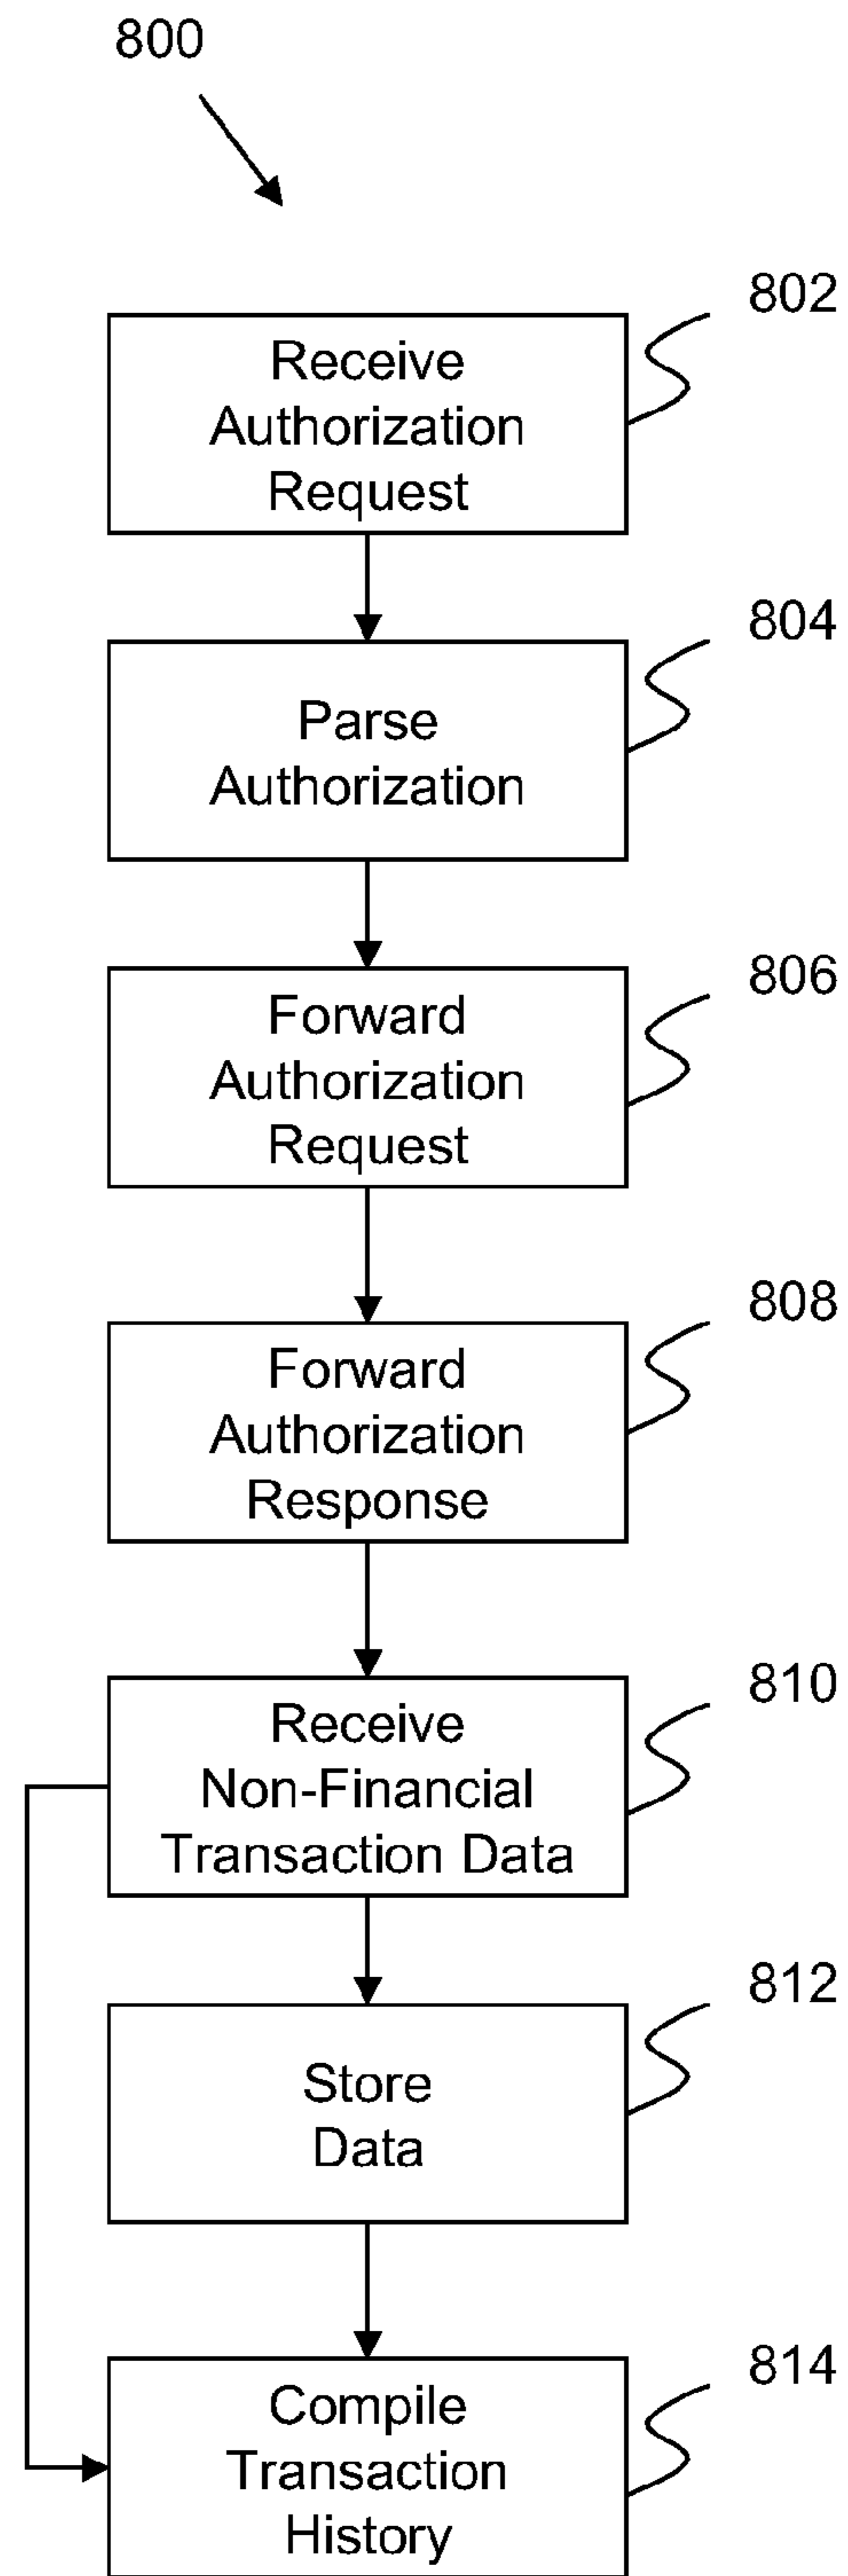 800
802
Receive
Authorization
Request
804
Parse
Authorization
806
Forward
Authorization
Request
808
Forward
Authorization
Response
810
Receive
Non-Financial
Transaction Data
812
Store
Data
814
Compile
Transaction
History